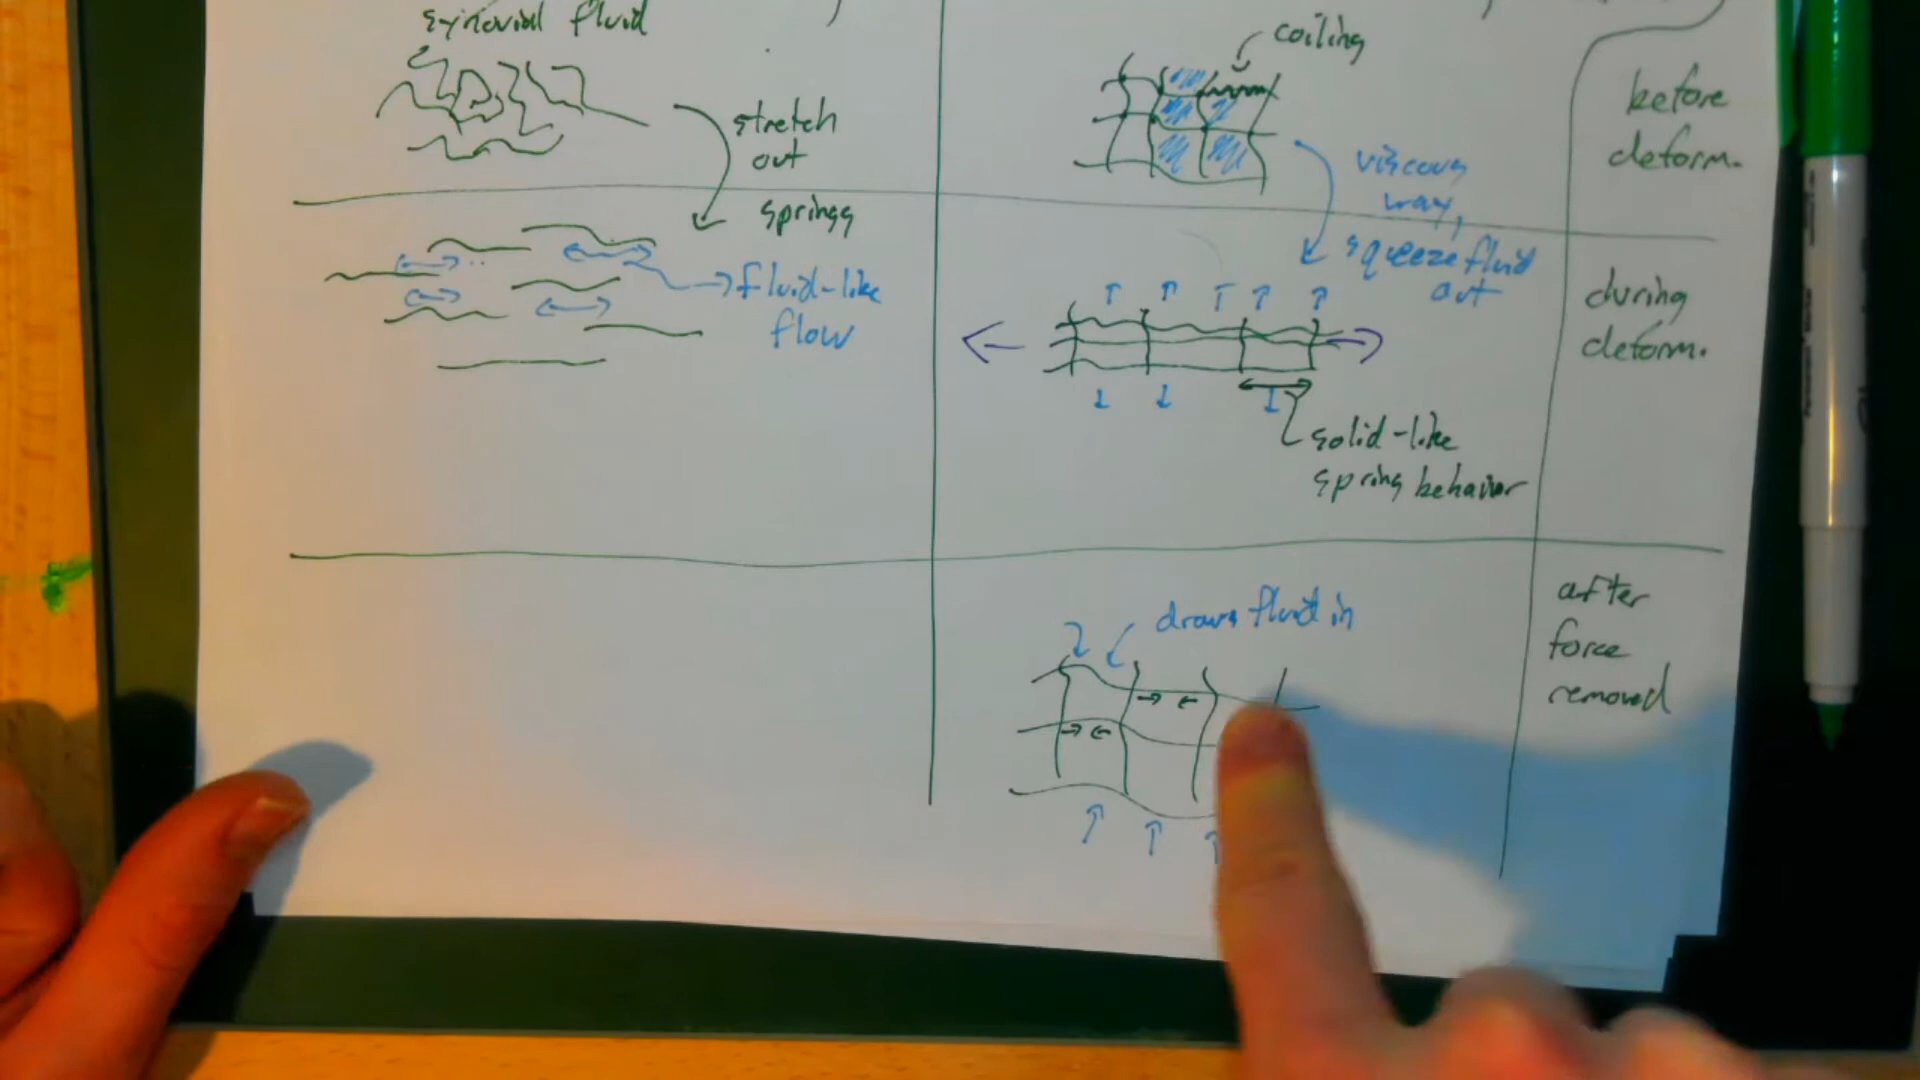 synovial fluid
stretch
out
springs
fluid-like
flow
coiling
viscous
way,
squeeze fluid
out
solid-like
spring behavior
draws fluid in
before
deform.
during
deform.
after
force
removed